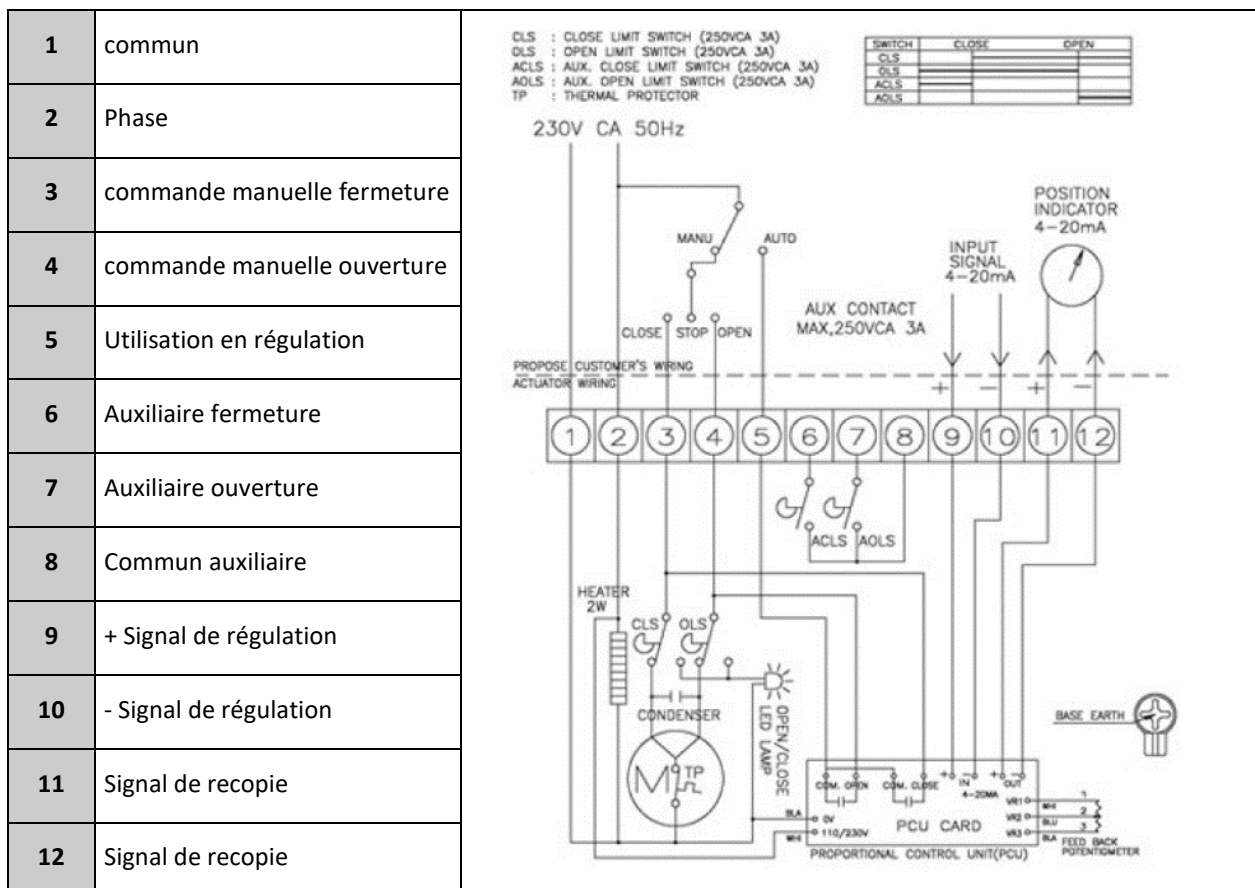 1 commun
2 Phase
3 commande manuelle fermeture
4 commande manuelle ouverture
5 Utilisation en régulation
6 Auxiliaire fermeture
7 Auxiliaire ouverture
8 Commun auxiliaire
9 + Signal de régulation
10 - Signal de régulation
11 Signal de recopie
12 Signal de recopie
CLS : CLOSE LIMIT SWITCH (250VCA 3A)
OLS : OPEN LIMIT SWITCH (250VCA 3A)
ACLS : AUX. CLOSE LIMIT SWITCH (250VCA 3A)
AOLS : AUX. OPEN LIMIT SWITCH (250VCA 3A)
TP : THERMAL PROTECTOR
SWITCH CLOSE OPEN
CLS
OLS
ACLS
AOLS
230V CA 50Hz
POSITION
INDICATOR
4-20mA
MANU AUTO
INPUT
SIGNAL
4-20mA
AUX CONTACT
MAX,250VCA 3A
CLOSE STOP OPEN
PROPOSE CUSTOMER'S WIRING
ACTUATOR WIRING
+ - + -
1 2 3 4 5 6 7 8 9 10 11 12
ACLS AOLS
HEATER
2W
CLS OLS
CONDENSER
OPEN/CLOSE
LED LAMP
BASE EARTH
M TP
COM. OPEN COM. CLOSE + IN - + OUT -
4-20MA
BLA 0V
WHI 110/230V
PCU CARD
VR1 WHI 1
VR2 BLU 2
VR3 BLA 3
FEED BACK
POTENTIOMETER
PROPORTIONAL CONTROL UNIT(PCU)